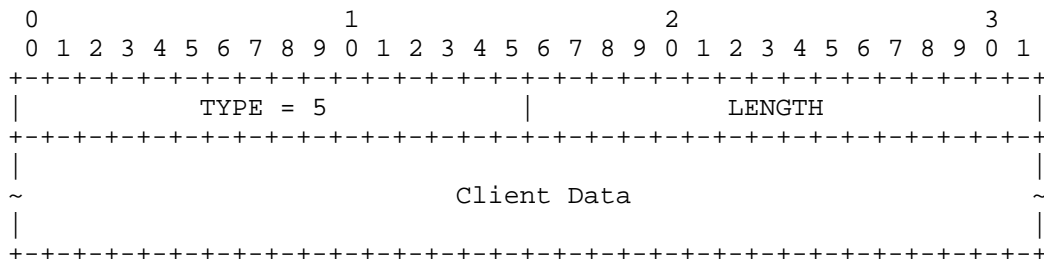 0                   1                   2                   3
 0 1 2 3 4 5 6 7 8 9 0 1 2 3 4 5 6 7 8 9 0 1 2 3 4 5 6 7 8 9 0 1
+-+-+-+-+-+-+-+-+-+-+-+-+-+-+-+-+-+-+-+-+-+-+-+-+-+-+-+-+-+-+-+-+
|           TYPE = 5            |            LENGTH             |
+-+-+-+-+-+-+-+-+-+-+-+-+-+-+-+-+-+-+-+-+-+-+-+-+-+-+-+-+-+-+-+-+
|                                                               |
~                           Client Data                         ~
|                                                               |
+-+-+-+-+-+-+-+-+-+-+-+-+-+-+-+-+-+-+-+-+-+-+-+-+-+-+-+-+-+-+-+-+